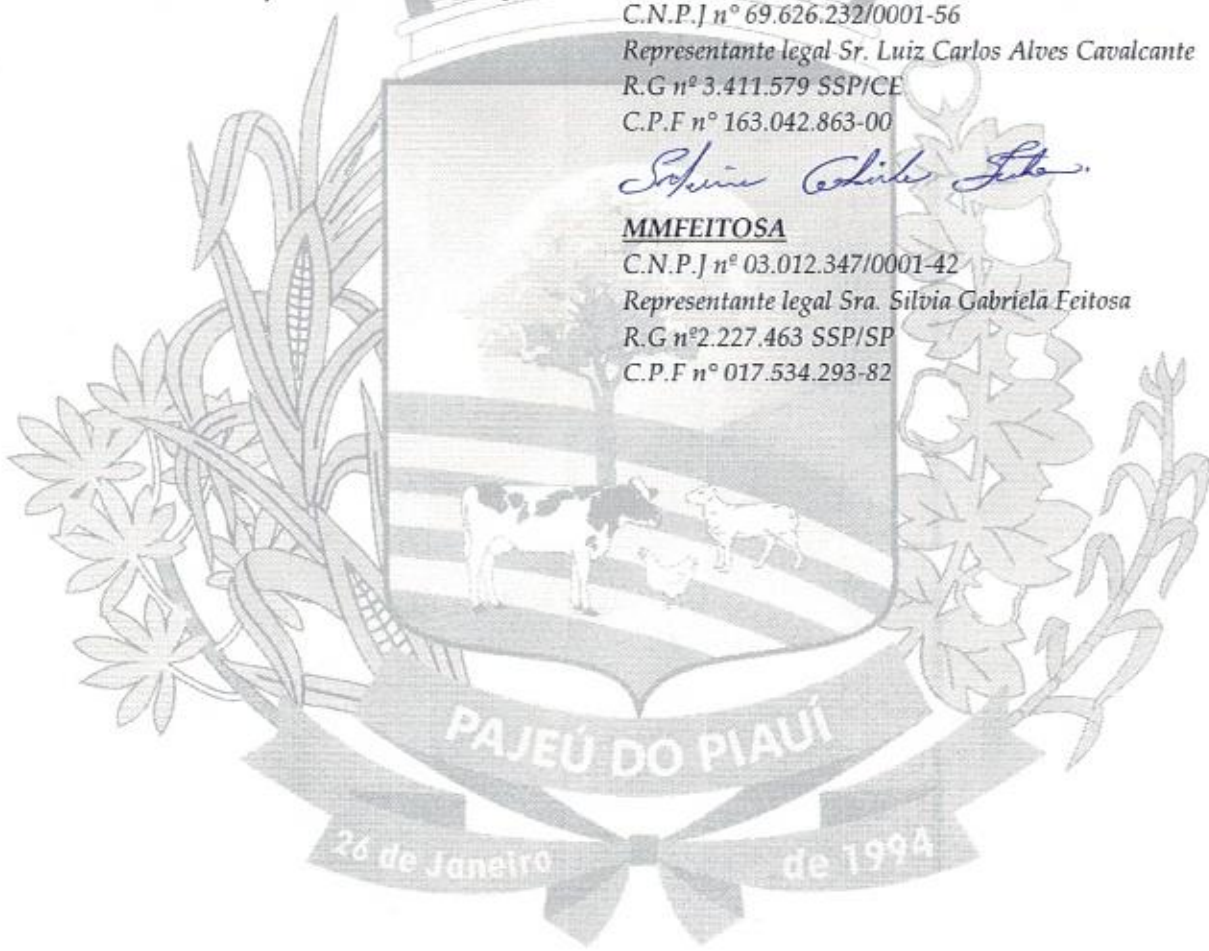 C.N.P.J n° 69.626.232/0001-56
Representante legal Sr. Luiz Carlos Alves Cavalcante
R.G nº 3.411.579 SSP/CE
C.P.F n° 163.042.863-00
MMFEITOSA
C.N.P.J nº 03.012.347/0001-42
Representante legal Sra. Silvia Gabriela Feitosa
R.G nº2.227.463 SSP/SP
C.P.F n° 017.534.293-82
PAJEÚ DO PIAUÍ
26 de Janeiro de 1994